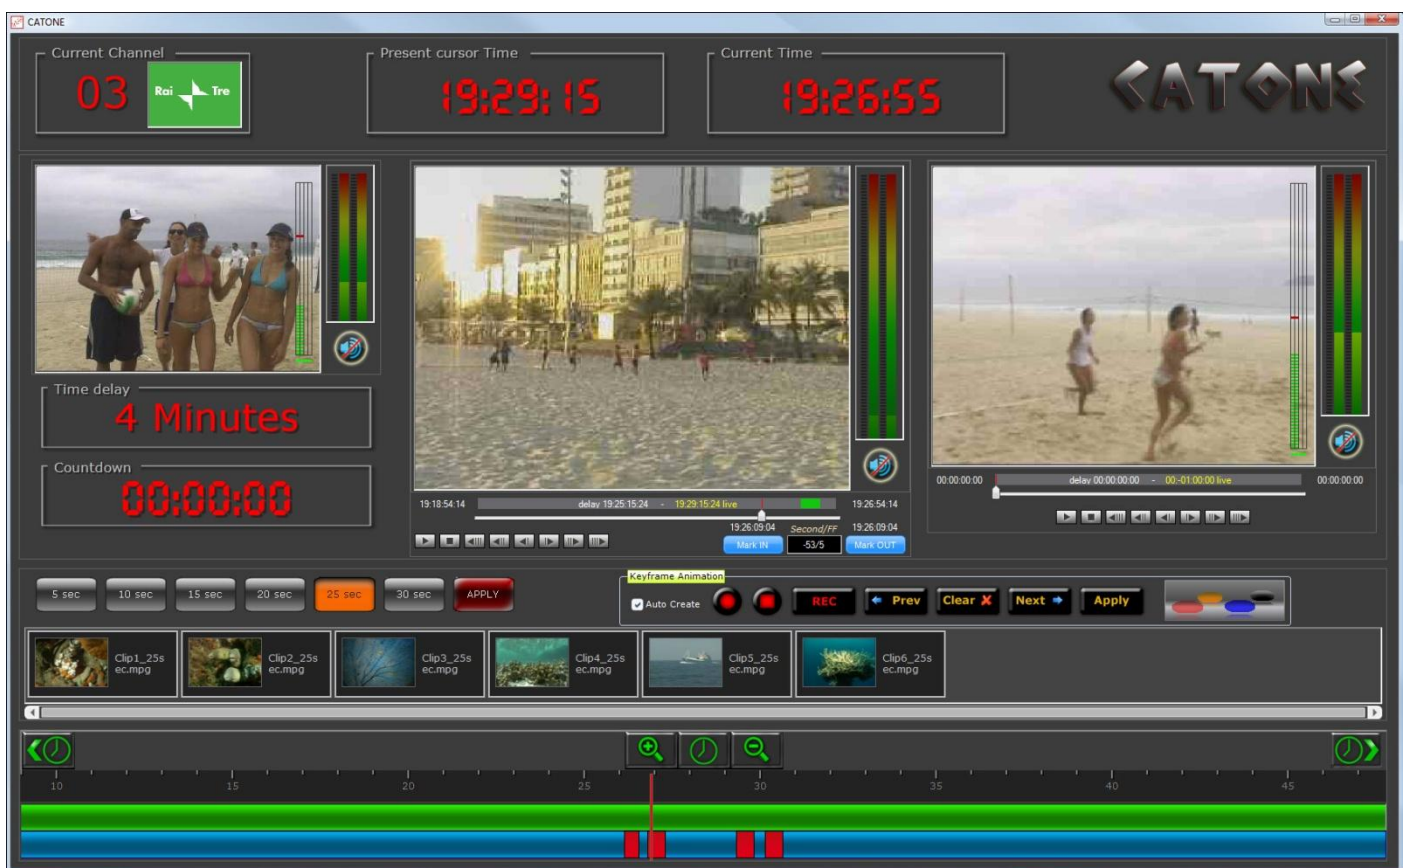 CATONE
Current Channel
03
Rai Tre
Present cursor Time
19:29:15
Current Time
19:26:55
CATONE
Time delay
4 Minutes
Countdown
00:00:00
19:18:54:14
delay 19:25:15:24 - 19:29:15:24 live
19:26:54:14
19:26:09:04
Second/FF
19:26:09:04
Mark IN
-53/5
Mark OUT
00:00:00:00
delay 00:00:00:00 - 00:-01:00:00 live
00:00:00:00
5 sec
10 sec
15 sec
20 sec
25 sec
30 sec
APPLY
Keyframe Animation
Auto Create
REC
Prev
Clear
Next
Apply
Clip1_25s
ec.mpg
Clip2_25s
ec.mpg
Clip3_25s
ec.mpg
Clip4_25s
ec.mpg
Clip5_25s
ec.mpg
Clip6_25s
ec.mpg
10
15
20
25
30
35
40
45